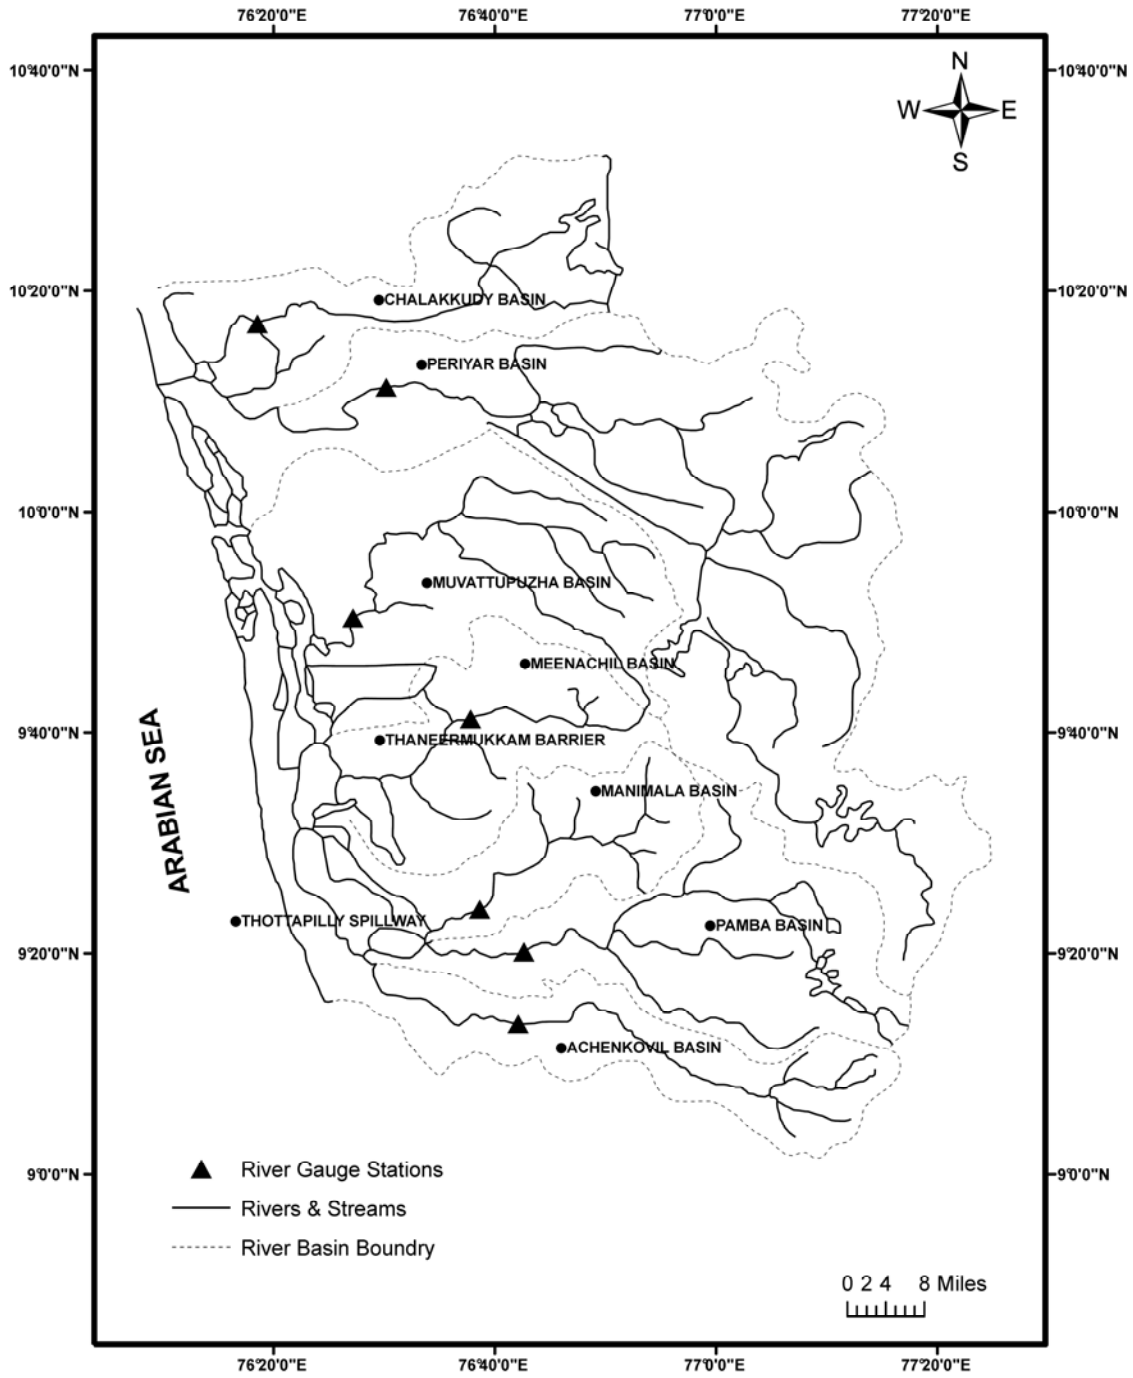 76°20'0"E 76°40'0"E 77°0'0"E 77°20'0"E
10°40'0"N 10°40'0"N
N
W E
S
10°20'0"N 10°20'0"N
CHALAKKUDY BASIN
PERIYAR BASIN
10°0'0"N 10°0'0"N
MUVATTUPUZHA BASIN
MEENACHIL BASIN
9°40'0"N 9°40'0"N
THANEERMUKKAM BARRIER
ARABIAN SEA
MANIMALA BASIN
THOTTAPILLY SPILLWAY
PAMBA BASIN
9°20'0"N 9°20'0"N
ACHENKOVIL BASIN
9°0'0"N 9°0'0"N
River Gauge Stations
Rivers & Streams
River Basin Boundry
0 2 4 8 Miles
76°20'0"E 76°40'0"E 77°0'0"E 77°20'0"E